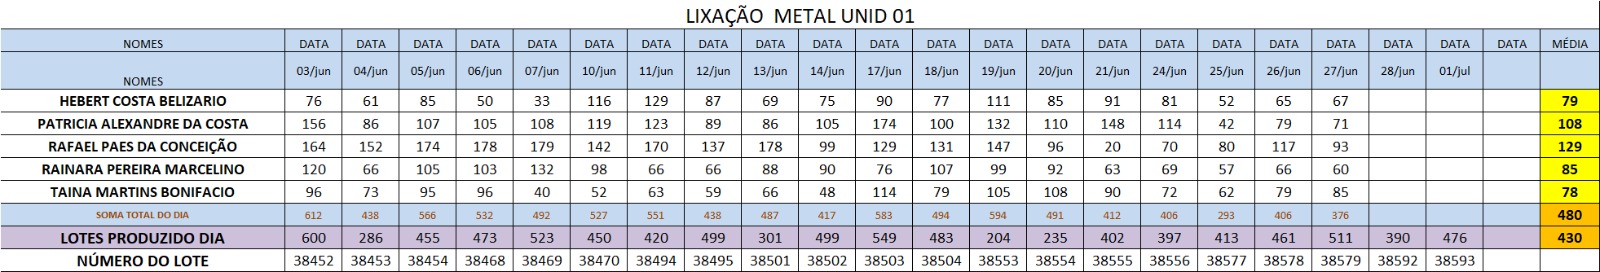 LIXAÇÃO METAL UNID 01
NOMES DATA DATA DATA DATA DATA DATA DATA DATA DATA DATA DATA DATA DATA DATA DATA DATA DATA DATA DATA DATA DATA DATA MÉDIA
NOMES 03/jun 04/jun 05/jun 06/jun 07/jun 10/jun 11/jun 12/jun 13/jun 14/jun 17/jun 18/jun 19/jun 20/jun 21/jun 24/jun 25/jun 26/jun 27/jun 28/jun 01/jul
HEBERT COSTA BELIZARIO 76 61 85 50 33 116 129 87 69 75 90 77 111 85 91 81 52 65 67 79
PATRICIA ALEXANDRE DA COSTA 156 86 107 105 108 119 123 89 86 105 174 100 132 110 148 114 42 79 71 108
RAFAEL PAES DA CONCEIÇÃO 164 152 174 178 179 142 170 137 178 99 129 131 147 96 20 70 80 117 93 129
RAINARA PEREIRA MARCELINO 120 66 105 103 132 98 66 66 88 90 76 107 99 92 63 69 57 66 60 85
TAINA MARTINS BONIFACIO 96 73 95 96 40 52 63 59 66 48 114 79 105 108 90 72 62 79 85 78
SOMA TOTAL DO DIA 612 438 566 532 492 527 551 438 487 417 583 494 594 491 412 406 293 406 376 480
LOTES PRODUZIDO DIA 600 286 455 473 523 450 420 499 301 499 549 483 204 235 402 397 413 461 511 390 476 430
NÚMERO DO LOTE 38452 38453 38454 38468 38469 38470 38494 38495 38501 38502 38503 38504 38553 38554 38555 38556 38577 38578 38579 38592 38593